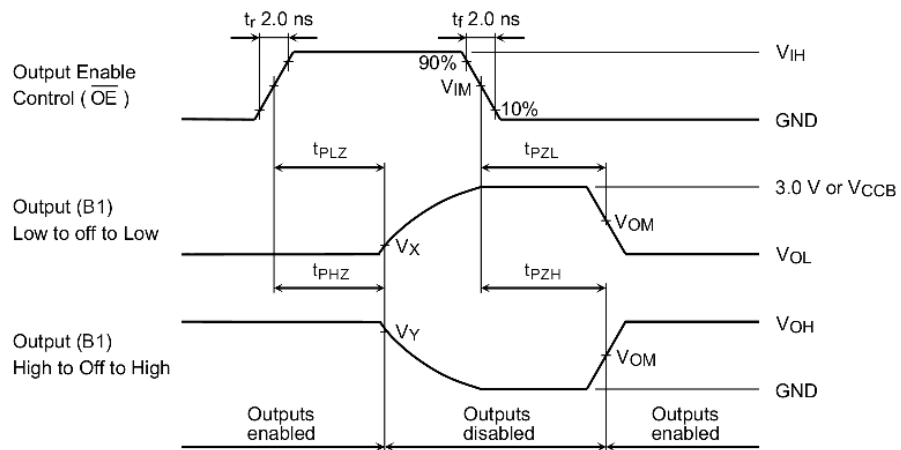 tr 2.0 ns
tf 2.0 ns
Output Enable
Control ( OE )
90%
VIM
10%
VIH
GND
tPLZ
tPZL
3.0 V or VCCB
Output (B1)
Low to off to Low
VX
VOM
VOL
tPHZ
tPZH
VOH
Output (B1)
High to Off to High
VY
VOM
GND
Outputs
enabled
Outputs
disabled
Outputs
enabled